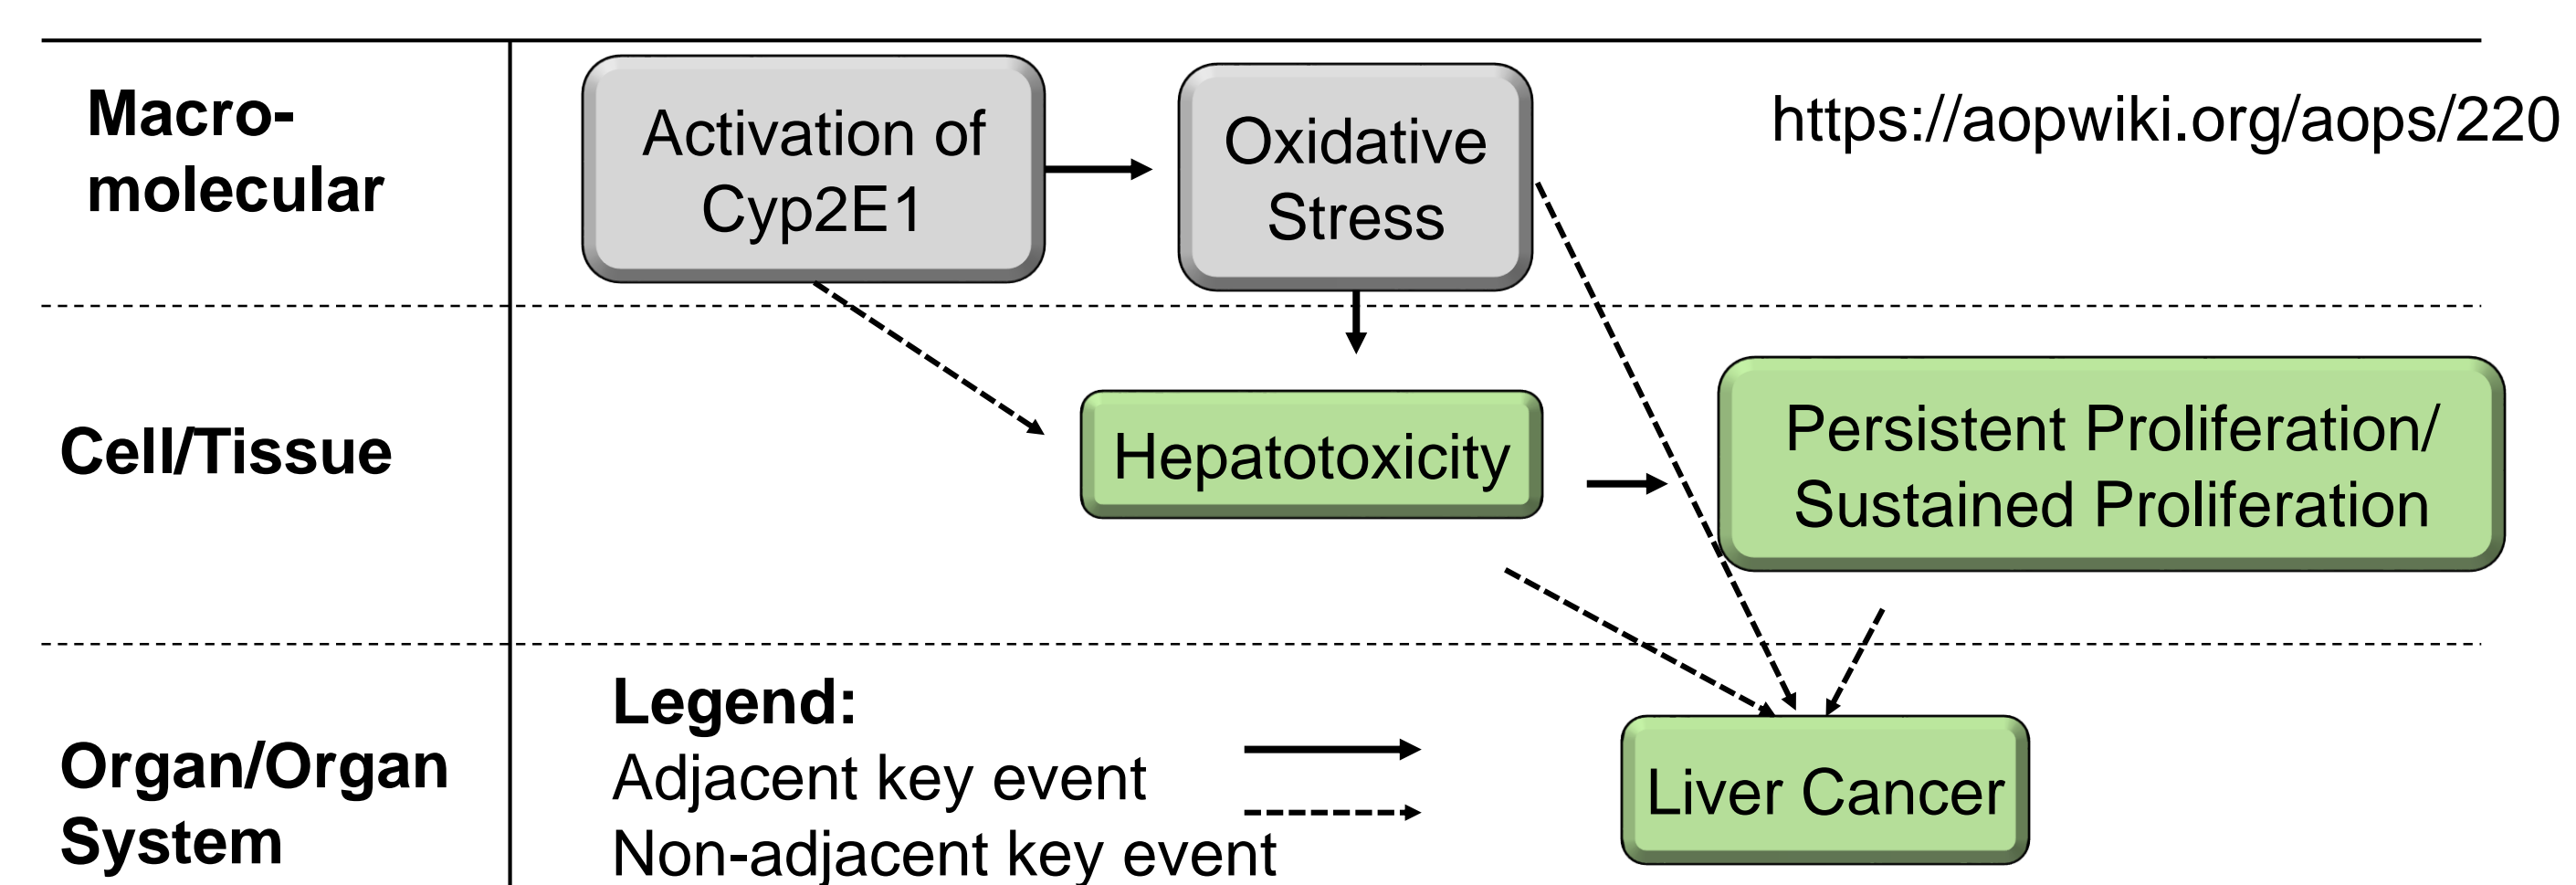 Macro-
molecular
Activation of
Cyp2E1
Oxidative
Stress
https://aopwiki.org/aops/220
Cell/Tissue
Hepatotoxicity
Persistent Proliferation/
Sustained Proliferation
Organ/Organ
System
Legend:
Adjacent key event
Non-adjacent key event
Liver Cancer